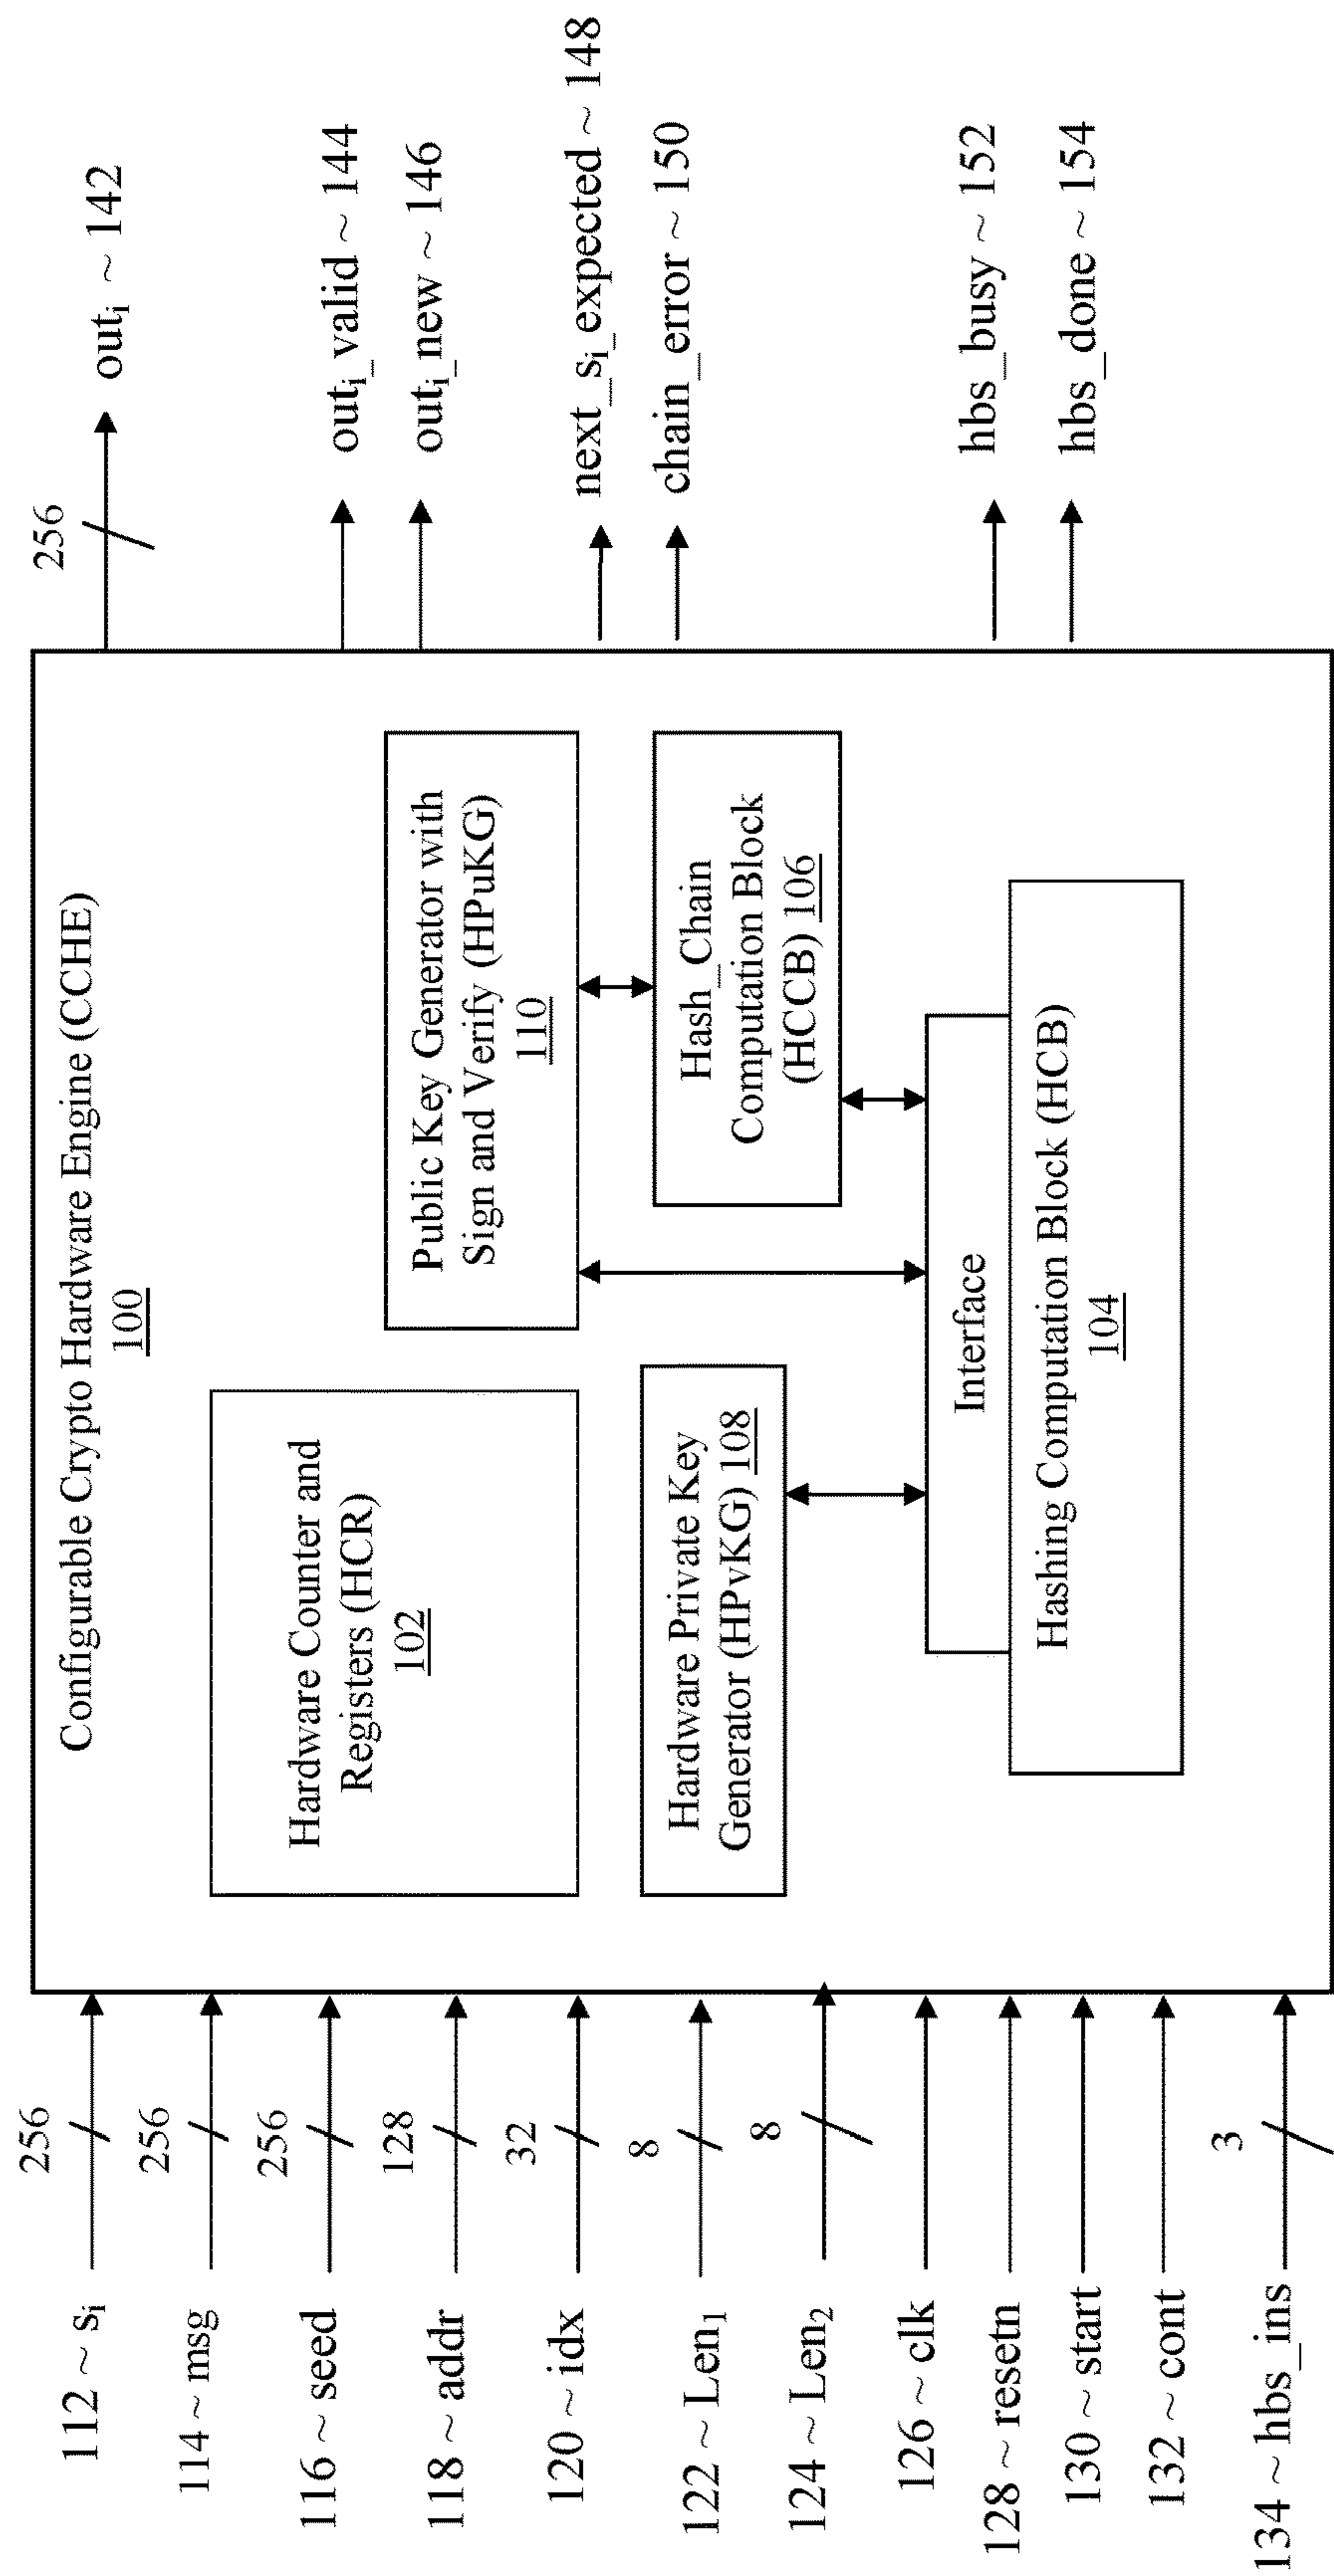 Configurable Crypto Hardware Engine (CCHE)
100
256
112 ~ sᵢ
256
114 ~ msg
256
116 ~ seed
128
118 ~ addr
32
120 ~ idx
8
122 ~ Len₁
8
124 ~ Len₂
126 ~ clk
128 ~ resetn
130 ~ start
132 ~ cont
3
134 ~ hbs_ins
Hardware Counter and
Registers (HCR)
102
Hardware Private Key
Generator (HPvKG) 108
Public Key Generator with
Sign and Verify (HPuKG)
110
Hash_Chain
Computation Block
(HCCB) 106
Interface
Hashing Computation Block (HCB)
104
256
outᵢ ~ 142
outᵢ_valid ~ 144
outᵢ_new ~ 146
next_sᵢ_expected ~ 148
chain_error ~ 150
hbs_busy ~ 152
hbs_done ~ 154